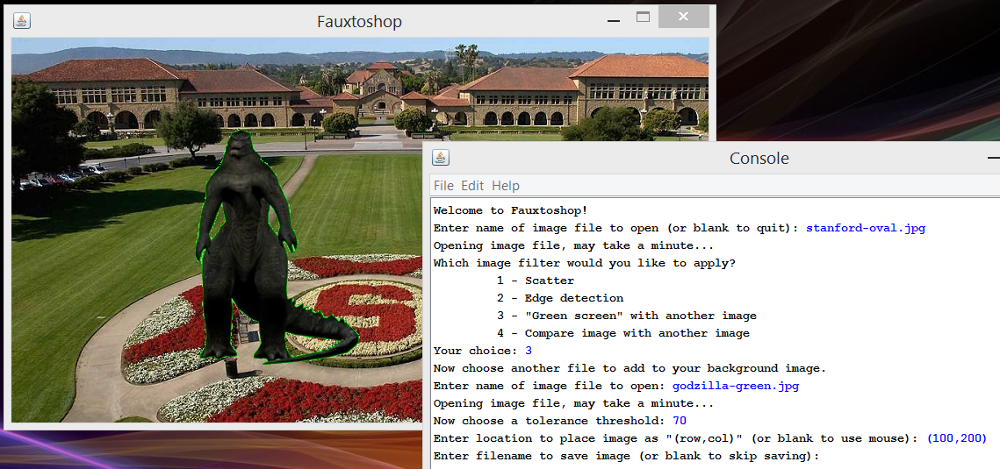 Fauxtoshop
Console
File Edit Help
Welcome to Fauxtoshop!
Enter name of image file to open (or blank to quit): stanford-oval.jpg
Opening image file, may take a minute...
Which image filter would you like to apply?
1 - Scatter
2 - Edge detection
3 - "Green screen" with another image
4 - Compare image with another image
Your choice: 3
Now choose another file to add to your background image.
Enter name of image file to open: godzilla-green.jpg
Opening image file, may take a minute...
Now choose a tolerance threshold: 70
Enter location to place image as "(row,col)" (or blank to use mouse): (100,200)
Enter filename to save image (or blank to skip saving):
S